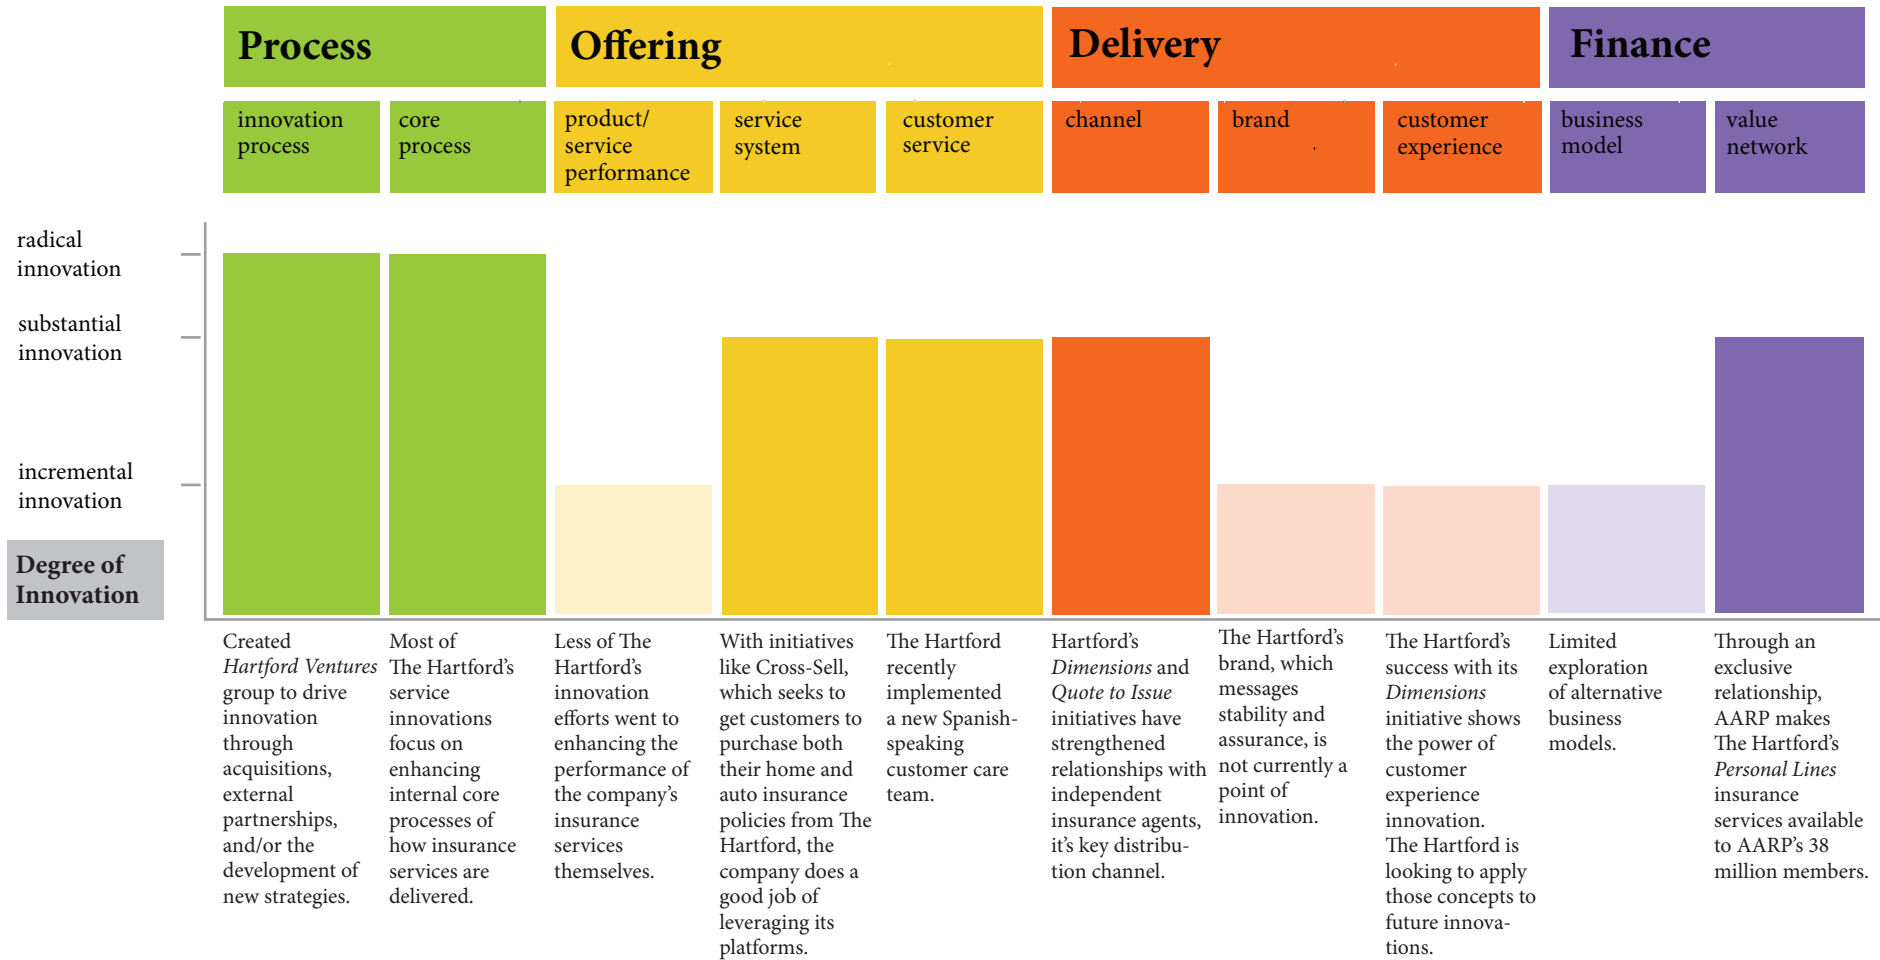 Process
Offering
Delivery
Finance
innovation
process
core
process
product/
service
performance
service
system
customer
service
channel
brand
customer
experience
business
model
value
network
radical
innovation
substantial
innovation
incremental
innovation
Degree of
Innovation
Created
Hartford Ventures
group to drive
innovation
through
acquisitions,
external
partnerships,
and/or the
development of
new strategies.
Most of
The Hartford's
service
innovations
focus on
enhancing
internal core
processes of
how insurance
services are
delivered.
Less of The
Hartford's
innovation
efforts went to
enhancing the
performance of
the company's
insurance
services
themselves.
With initiatives
like Cross-Sell,
which seeks to
get customers to
purchase both
their home and
auto insurance
policies from The
Hartford, the
company does a
good job of
leveraging its
platforms.
The Hartford
recently
implemented
a new Spanish-
speaking
customer care
team.
Hartford's
Dimensions and
Quote to Issue
initiatives have
strengthened
relationships with
independent
insurance agents,
it's key distribu-
tion channel.
The Hartford's
brand, which
messages
stability and
assurance, is
not currently a
point of
innovation.
The Hartford's
success with its
Dimensions
initiative shows
the power of
customer
experience
innovation.
The Hartford is
looking to apply
those concepts to
future innova-
tions.
Limited
exploration
of alternative
business
models.
Through an
exclusive
relationship,
AARP makes
The Hartford's
Personal Lines
insurance
services available
to AARP's 38
million members.